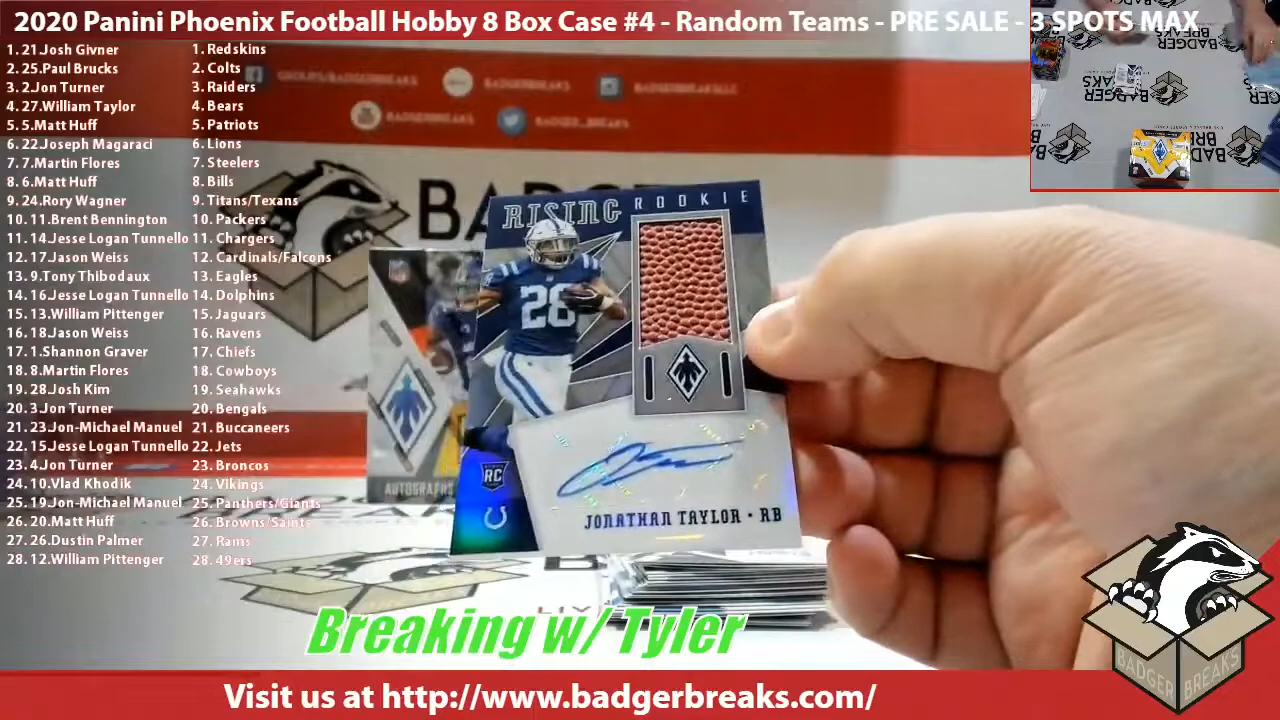 2020 Panini Phoenix Football Hobby 8 Box Case #4 - Random Teams - PRE SALE - 3 SPOTS MAX
1. 21.Josh Givner
2. 25.Paul Brucks
3. 2.Jon Turner
4. 27.William Taylor
5. 5.Matt Huff
6. 22.Joseph Magaraci
7. 7.Martin Flores
8. 6.Matt Huff
9. 24.Rory Wagner
10. 11.Brent Bennington
11. 14.Jesse Logan Tunnello
12. 17.Jason Weiss
13. 9.Tony Thibodaux
14. 16.Jesse Logan Tunnello
15. 13.William Pittenger
16. 18.Jason Weiss
17. 1.Shannon Graver
18. 8.Martin Flores
19. 28.Josh Kim
20. 3.Jon Turner
21. 23.Jon-Michael Manuel
22. 15.Jesse Logan Tunnello
23. 4.Jon Turner
24. 10.Vlad Khodik
25. 19.Jon-Michael Manuel
26. 20.Matt Huff
27. 26.Dustin Palmer
28. 12.William Pittenger
1. Redskins
2. Colts
3. Raiders
4. Bears
5. Patriots
6. Lions
7. Steelers
8. Bills
9. Titans/Texans
10. Packers
11. Chargers
12. Cardinals/Falcons
13. Eagles
14. Dolphins
15. Jaguars
16. Ravens
17. Chiefs
18. Cowboys
19. Seahawks
20. Bengals
21. Buccaneers
22. Jets
23. Broncos
24. Vikings
25. Panthers/Giants
26. Browns/Saints
27. Rams
28. 49ers
BADGERBREAKS
BADGERBREAKSLLC
BADGERBREAKS
BADGER_BREAKS
RISING ROOKIE
28
RC
JONATHAN TAYLOR • RB
AUTOGRAPHS
Breaking w/ Tyler
BADGER BREAKS
Visit us at http://www.badgerbreaks.com/